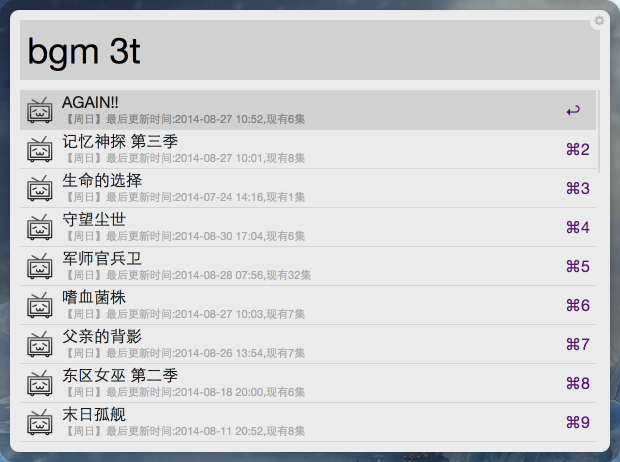 bgm 3t
AGAIN!!
【周日】最后更新时间:2014-08-27 10:52,现有6集
记忆神探 第三季
【周日】最后更新时间:2014-08-27 10:01,现有8集
⌘2
生命的选择
【周日】最后更新时间:2014-07-24 14:16,现有1集
⌘3
守望尘世
【周日】最后更新时间:2014-08-30 17:04,现有6集
⌘4
军师官兵卫
【周日】最后更新时间:2014-08-28 07:56,现有32集
⌘5
嗜血菌株
【周日】最后更新时间:2014-08-27 10:03,现有7集
⌘6
父亲的背影
【周日】最后更新时间:2014-08-26 13:54,现有7集
⌘7
东区女巫 第二季
【周日】最后更新时间:2014-08-18 20:00,现有6集
⌘8
末日孤舰
【周日】最后更新时间:2014-08-11 20:52,现有8集
⌘9